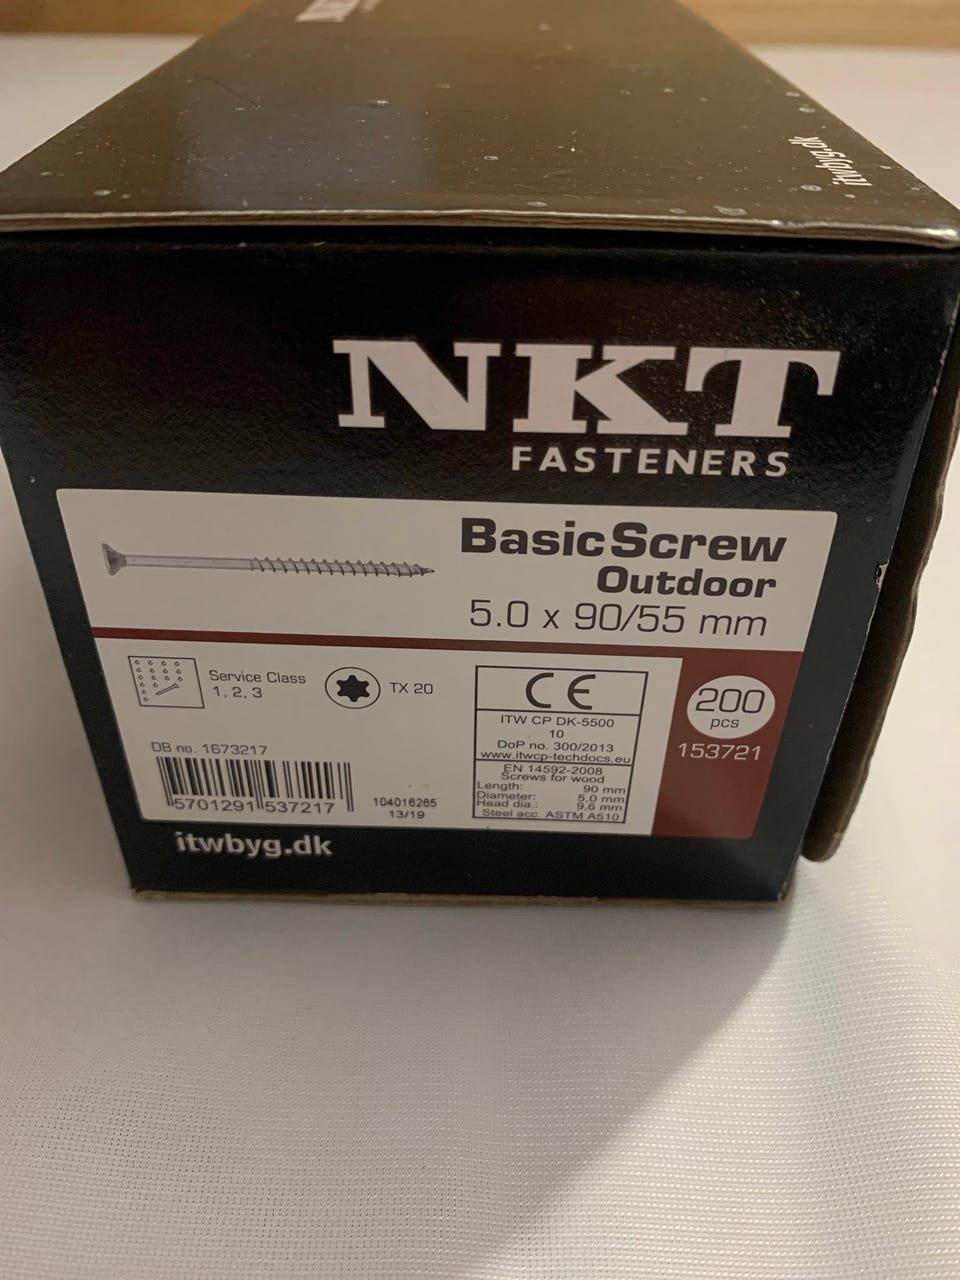 NKT
itwbyg.dk
NKT
FASTENERS
BasicScrew
Outdoor
5.0 x 90/55 mm
Service Class
1, 2, 3
TX 20
CE
ITW CP DK-5500
10
DoP no. 300/2013
www.itwcp-techdocs.eu
EN 14592-2008
Screws for wood
Length: 90 mm
Diameter: 5.0 mm
Head dia.: 9,6 mm
Steel acc. ASTM A510
200
pcs
153721
DB no. 1673217
5701291 537217
104016265
13/19
itwbyg.dk